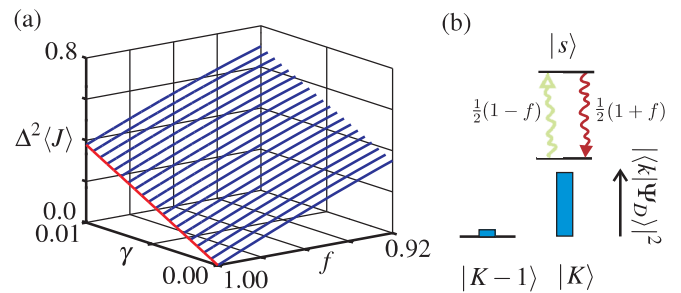 (a)
0.8
Δ²⟨J⟩
0.0
0.01
γ
0.00
1.00
f
0.92
(b)
|s⟩
½(1 − f)
½(1 + f)
|⟨k|Ψ_D⟩|²
|K − 1⟩
|K⟩